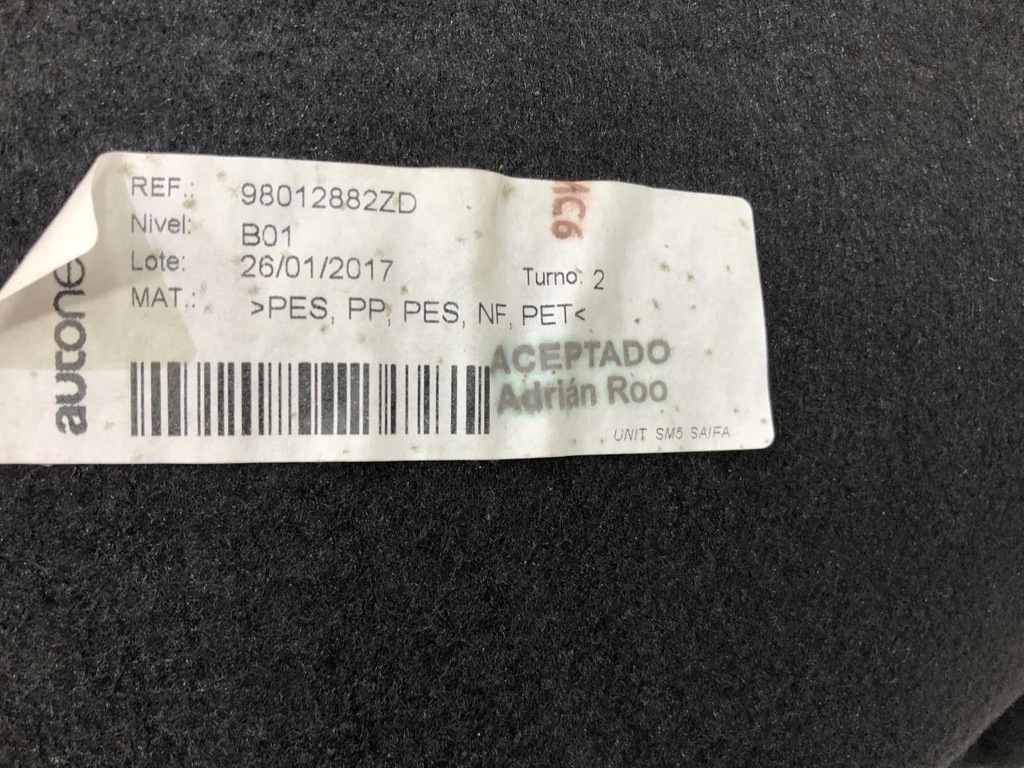 REF.: 98012882ZD
Nivel: B01
Lote: 26/01/2017 Turno: 2
MAT.: >PES, PP, PES, NF, PET<
ACEPTADO
Adrián Roo
UNIT SM5 SAIFA
autone